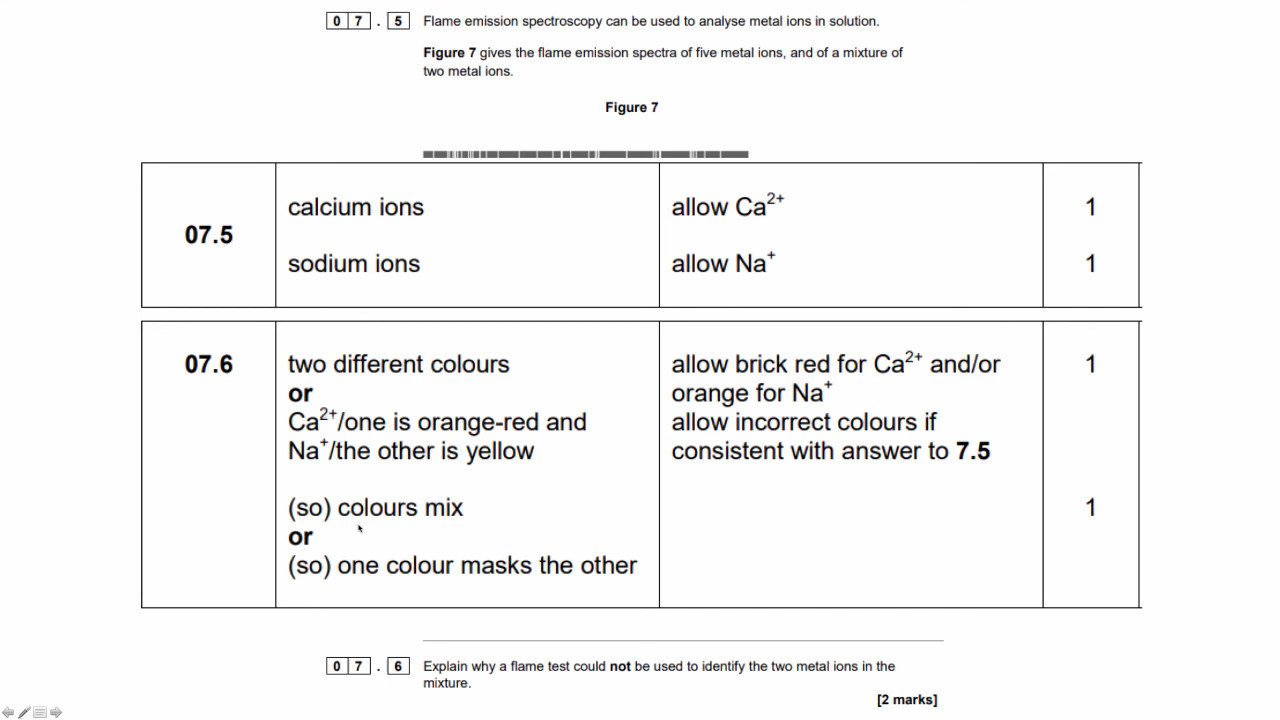 0 7 . 5 Flame emission spectroscopy can be used to analyse metal ions in solution.
Figure 7 gives the flame emission spectra of five metal ions, and of a mixture of
two metal ions.
Figure 7
07.5
calcium ions allow Ca²⁺ 1
sodium ions allow Na⁺ 1
07.6 two different colours allow brick red for Ca²⁺ and/or 1
or orange for Na⁺
Ca²⁺/one is orange-red and allow incorrect colours if
Na⁺/the other is yellow consistent with answer to 7.5
(so) colours mix 1
or
(so) one colour masks the other
0 7 . 6 Explain why a flame test could not be used to identify the two metal ions in the
mixture.
[2 marks]